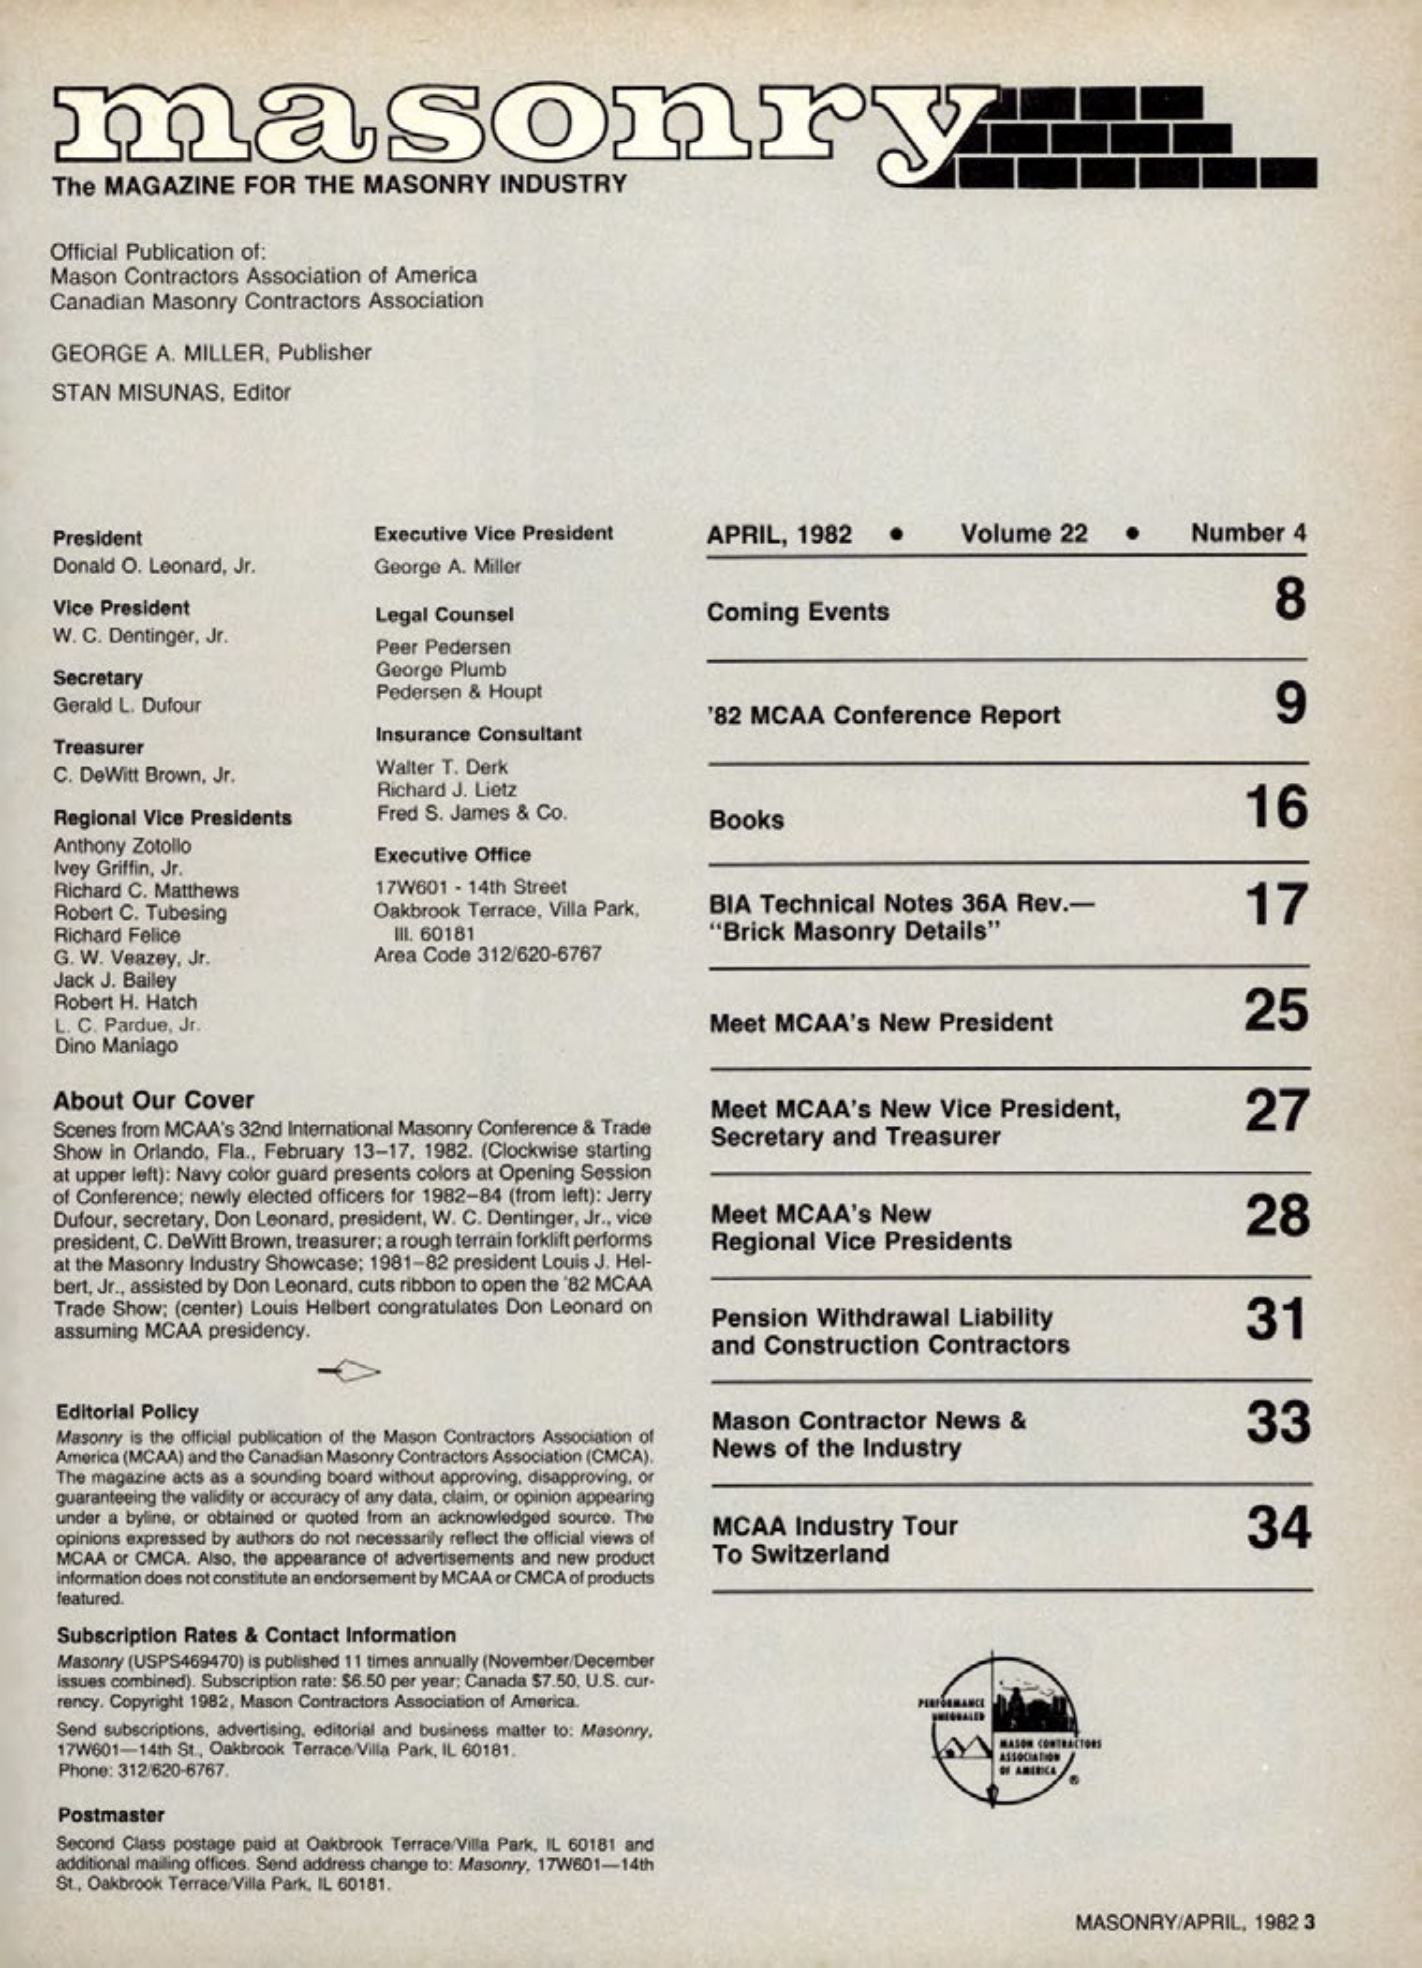 masonry
The MAGAZINE FOR THE MASONRY INDUSTRY
Official Publication of:
Mason Contractors Association of America
Canadian Masonry Contractors Association
GEORGE A. MILLER, Publisher
STAN MISUNAS, Editor
President
Donald O. Leonard, Jr.
Vice President
W. C. Dentinger, Jr.
Secretary
Gerald L. Dufour
Treasurer
C. DeWitt Brown, Jr.
Regional Vice Presidents
Anthony Zotollo
Ivey Griffin, Jr.
Richard C. Matthews
Robert C. Tubesing
Richard Felice
G. W. Veazey, Jr.
Jack J. Bailey
Robert H. Hatch
L. C. Pardue, Jr.
Dino Maniago
Executive Vice President
George A. Miller
Legal Counsel
Peer Pedersen
George Plumb
Pedersen & Houpt
Insurance Consultant
Walter T. Derk
Richard J. Lietz
Fred S. James & Co.
Executive Office
17W601 - 14th Street
Oakbrook Terrace, Villa Park,
Ill. 60181
Area Code 312/620-6767
About Our Cover
Scenes from MCAA's 32nd International Masonry Conference & Trade
Show in Orlando, Fla., February 13–17, 1982. (Clockwise starting
at upper left): Navy color guard presents colors at Opening Session
of Conference; newly elected officers for 1982–84 (from left): Jerry
Dufour, secretary, Don Leonard, president, W. C. Dentinger, Jr., vice
president, C. DeWitt Brown, treasurer; a rough terrain forklift performs
at the Masonry Industry Showcase; 1981–82 president Louis J. Hel-
bert, Jr., assisted by Don Leonard, cuts ribbon to open the '82 MCAA
Trade Show; (center) Louis Helbert congratulates Don Leonard on
assuming MCAA presidency.
Editorial Policy
Masonry is the official publication of the Mason Contractors Association of
America (MCAA) and the Canadian Masonry Contractors Association (CMCA).
The magazine acts as a sounding board without approving, disapproving, or
guaranteeing the validity or accuracy of any data, claim, or opinion appearing
under a byline, or obtained or quoted from an acknowledged source. The
opinions expressed by authors do not necessarily reflect the official views of
MCAA or CMCA. Also, the appearance of advertisements and new product
information does not constitute an endorsement by MCAA or CMCA of products
featured.
Subscription Rates & Contact Information
Masonry (USPS469470) is published 11 times annually (November/December
issues combined). Subscription rate: $6.50 per year; Canada $7.50, U.S. cur-
rency. Copyright 1982, Mason Contractors Association of America.
Send subscriptions, advertising, editorial and business matter to: Masonry,
17W601—14th St., Oakbrook Terrace/Villa Park, IL 60181.
Phone: 312/620-6767.
Postmaster
Second Class postage paid at Oakbrook Terrace/Villa Park, IL 60181 and
additional mailing offices. Send address change to: Masonry, 17W601—14th
St., Oakbrook Terrace/Villa Park, IL 60181.
APRIL, 1982 • Volume 22 • Number 4
Coming Events 8
'82 MCAA Conference Report 9
Books 16
BIA Technical Notes 36A Rev.— 17
"Brick Masonry Details"
Meet MCAA's New President 25
Meet MCAA's New Vice President, 27
Secretary and Treasurer
Meet MCAA's New 28
Regional Vice Presidents
Pension Withdrawal Liability 31
and Construction Contractors
Mason Contractor News & 33
News of the Industry
MCAA Industry Tour 34
To Switzerland
PERFORMANCE
UNEQUALED
MASON CONTRACTORS
ASSOCIATION
OF AMERICA
®
MASONRY/APRIL, 1982 3